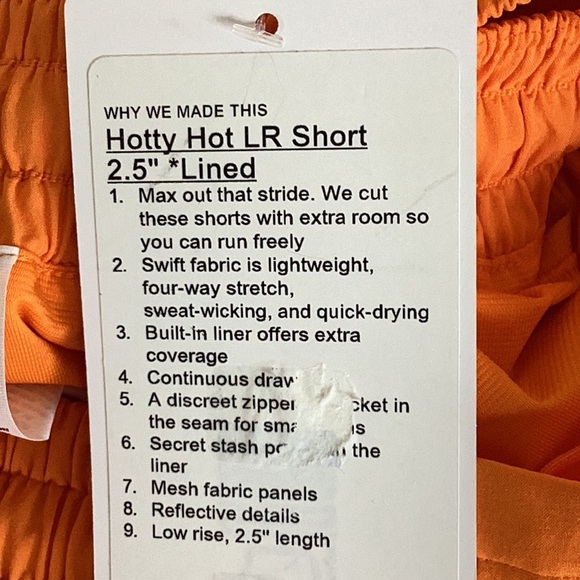 WHY WE MADE THIS
Hotty Hot LR Short
2.5" *Lined
1. Max out that stride. We cut
these shorts with extra room so
you can run freely
2. Swift fabric is lightweight,
four-way stretch,
sweat-wicking, and quick-drying
3. Built-in liner offers extra
coverage
4. Continuous
5. A discreet zipper in
the seam for
6. Secret stash the
liner
7. Mesh fabric panels
8. Reflective details
9. Low rise, 2.5" length